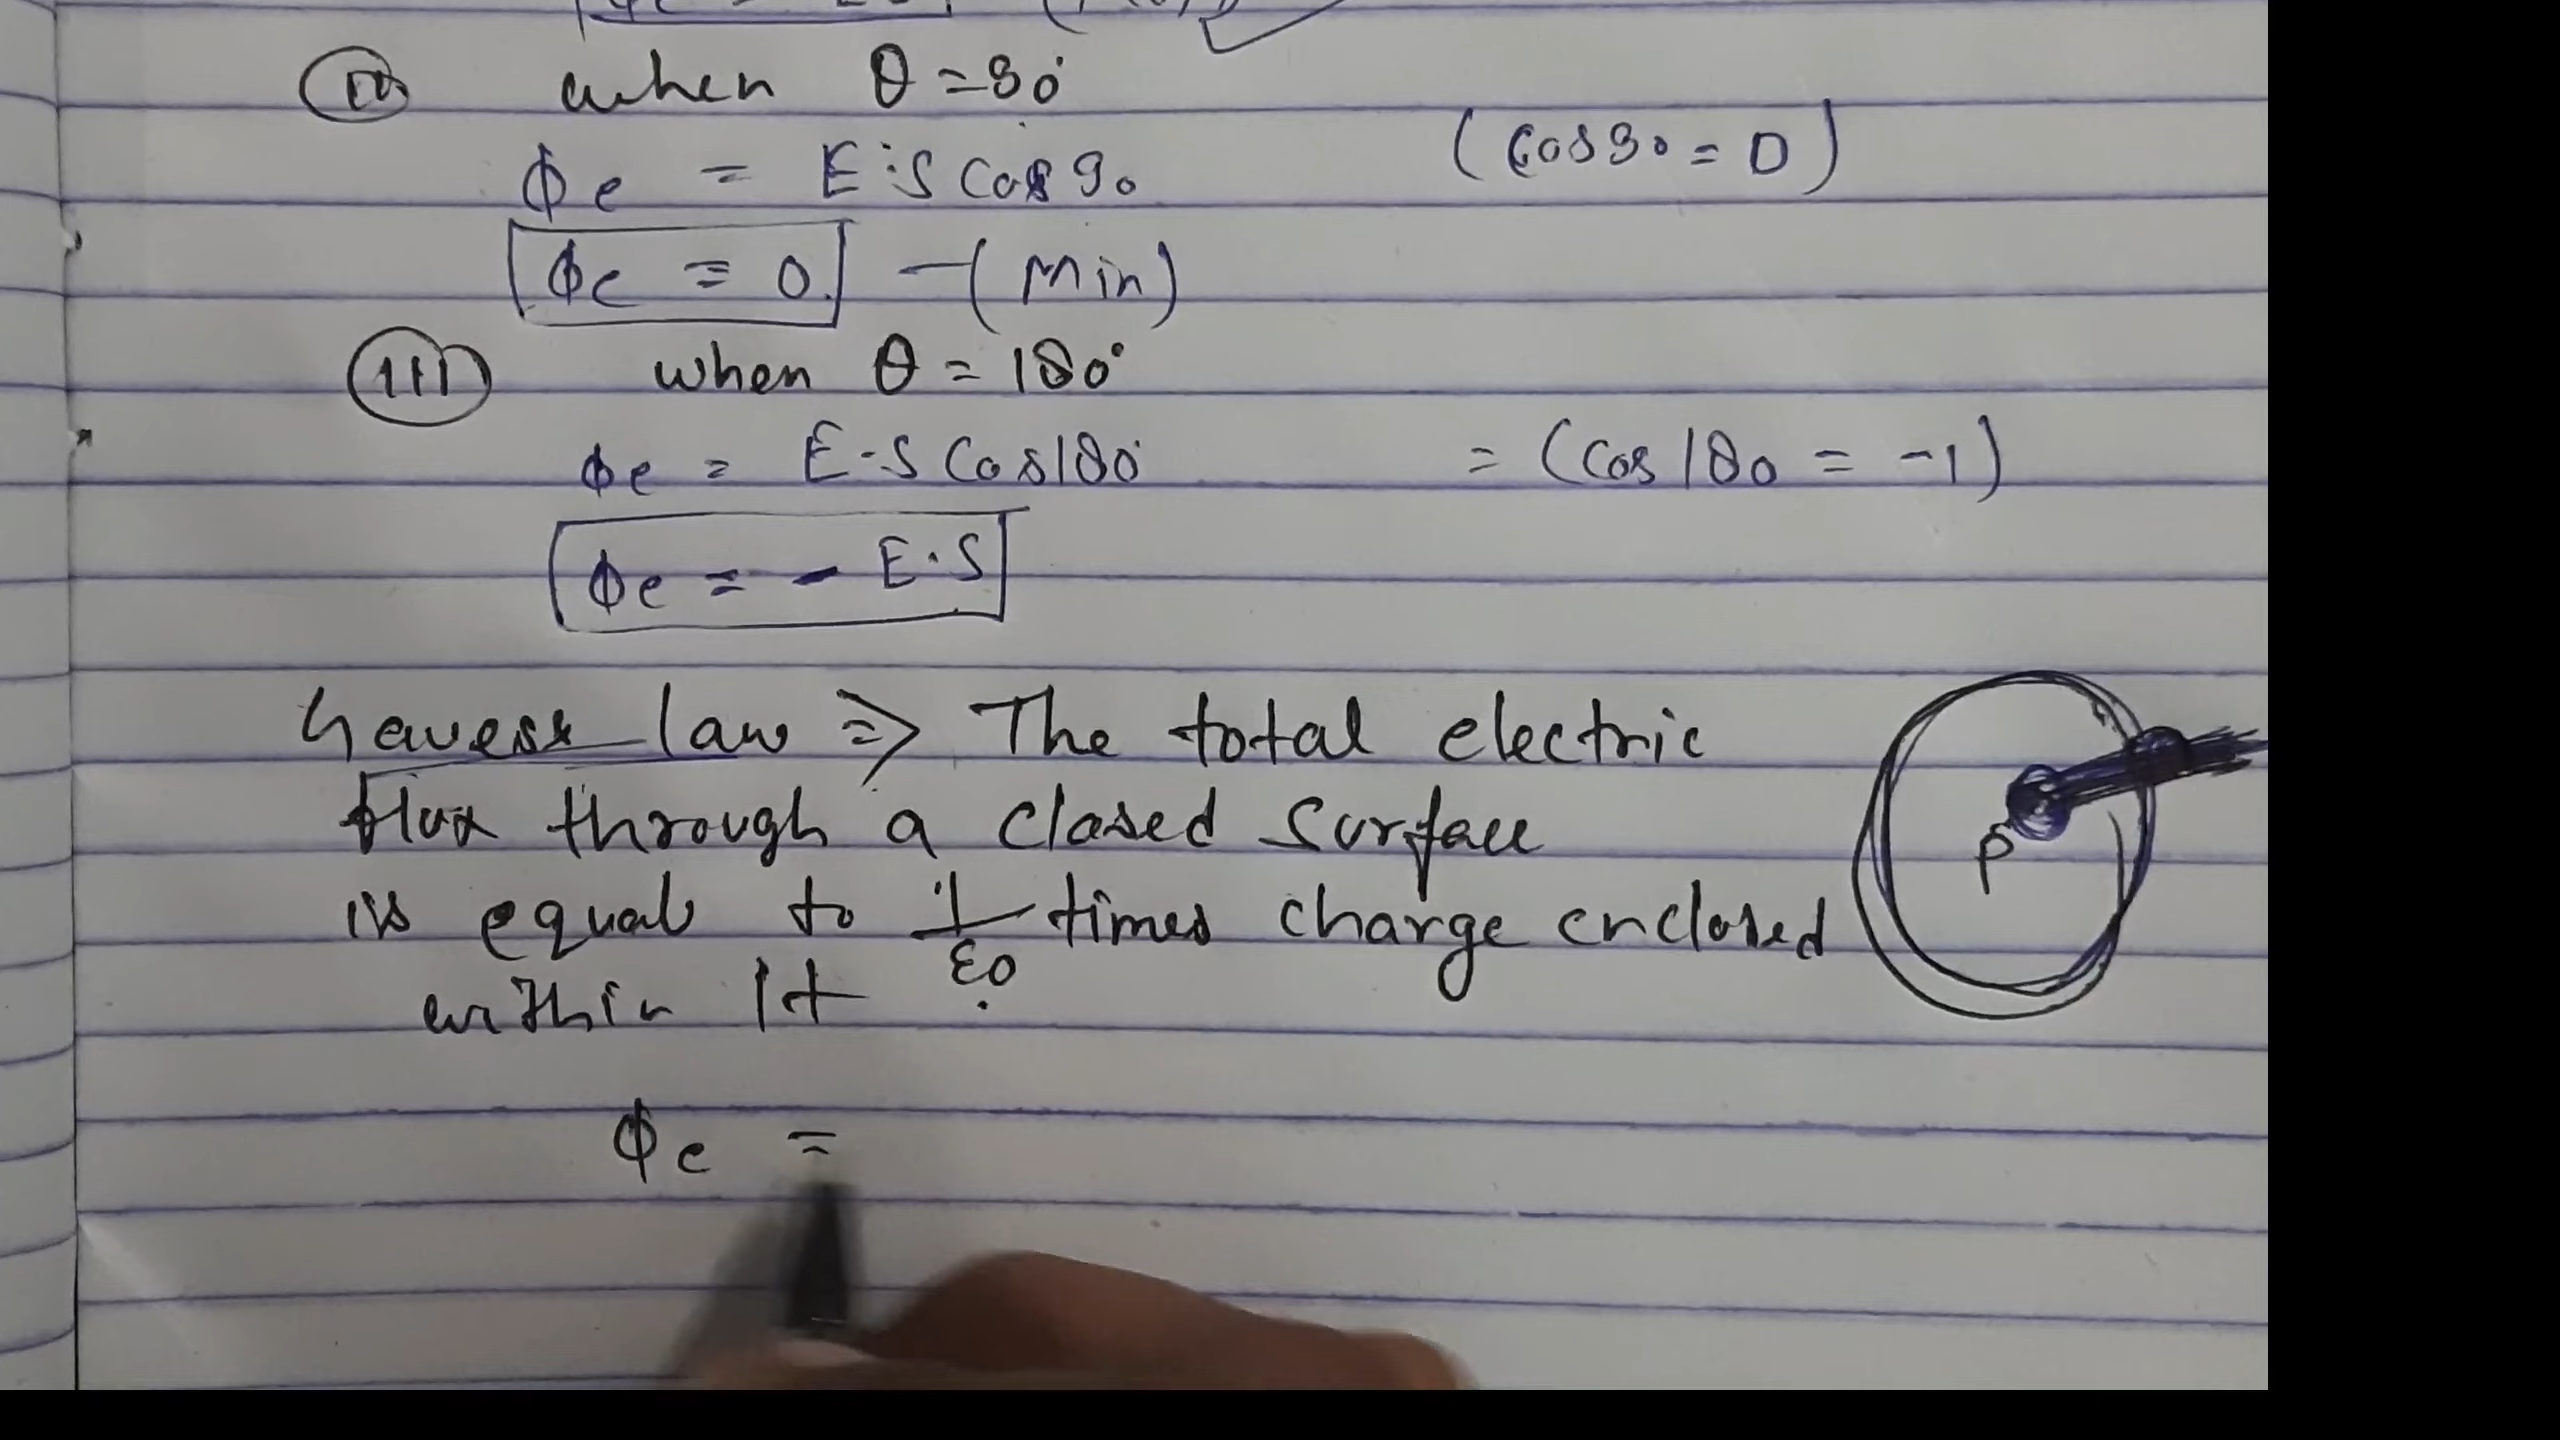 (II) when θ = 90°
Φe = E.S Cos 90 (Cos 90 = 0)
Φe = 0. - (Min)
(III) when θ = 180°
Φe = E.S Cos 180° = (Cos 180 = -1)
Φe = - E.S
law => The total electric
flux through a closed surface
is equal to 1/ε0 times charge enclosed
within It
P
Φe =